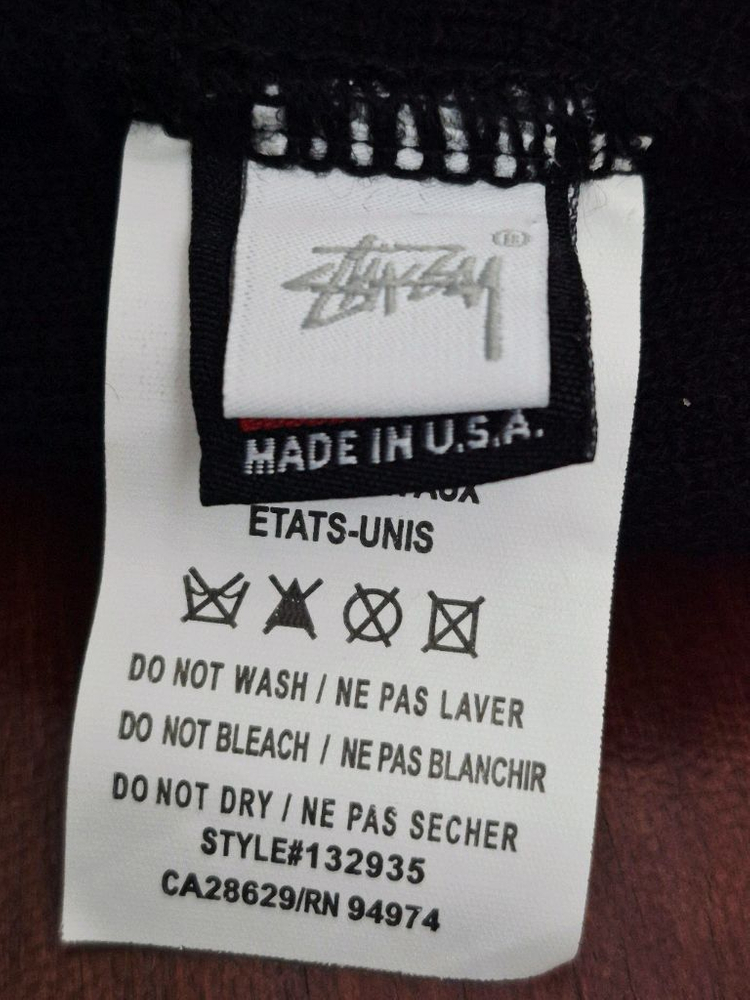 STÜSSY
MADE IN U.S.A.
ETATS-UNIS
DO NOT WASH / NE PAS LAVER
DO NOT BLEACH / NE PAS BLANCHIR
DO NOT DRY / NE PAS SECHER
STYLE#132935
CA28629/RN 94974